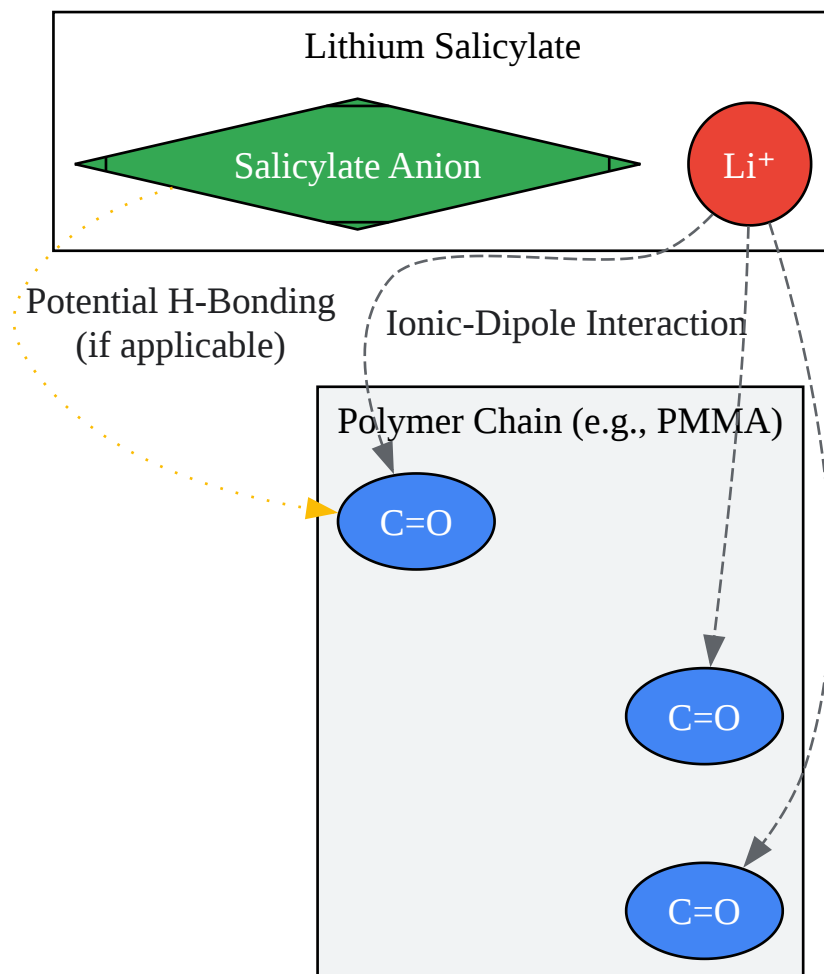 Lithium Salicylate
Salicylate Anion
Li⁺
Potential H-Bonding
(if applicable)
Ionic-Dipole Interaction
Polymer Chain (e.g., PMMA)
C=O
C=O
C=O